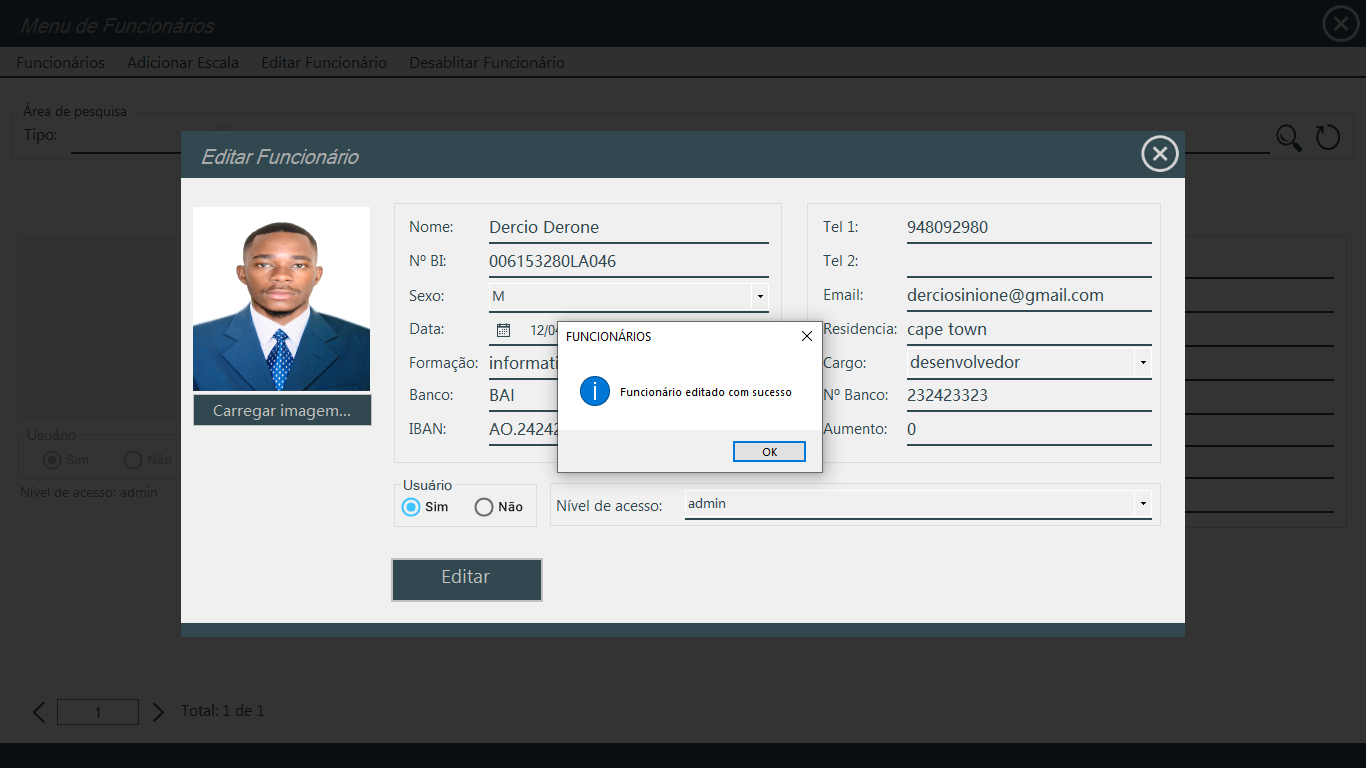 Menu de Funcionários
Funcionários Adicionar Escala Editar Funcionário Desablitar Funcionário
Área de pesquisa
Tipo:
Editar Funcionário
Carregar imagem...
Nome: Dercio Derone
Nº BI: 006153280LA046
Sexo: M
Data: 12/04
Formação: informati
Banco: BAI
IBAN: AO.24242
Tel 1: 948092980
Tel 2:
Email: derciosinione@gmail.com
Residencia: cape town
Cargo: desenvolvedor
Nº Banco: 232423323
Aumento: 0
FUNCIONÁRIOS
Funcionário editado com sucesso
OK
Usuário
Sim Não
Nível de acesso: admin
Editar
Usuário
Sim Não
Nível de acesso: admin
1 Total: 1 de 1